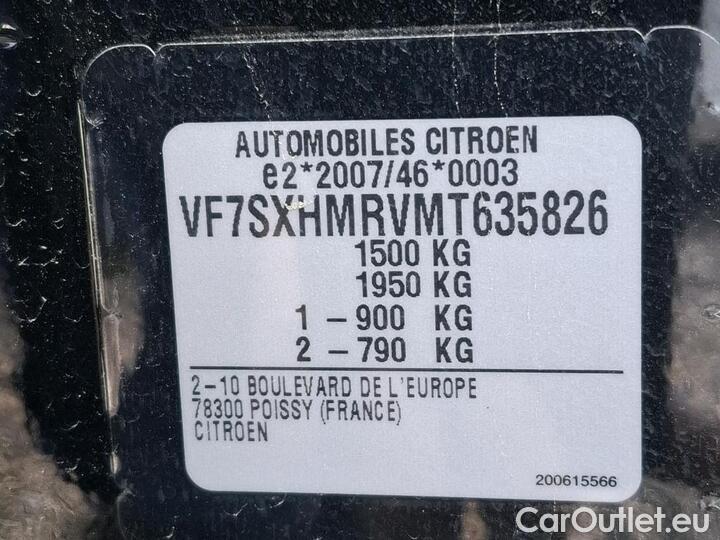 AUTOMOBILES CITROEN
e2*2007/46*0003
VF7SXHMRVMT635826
1500 KG
1950 KG
1 – 900 KG
2 – 790 KG
2–10 BOULEVARD DE L'EUROPE
78300 POISSY (FRANCE)
CITROEN
200615566
CarOutlet.eu